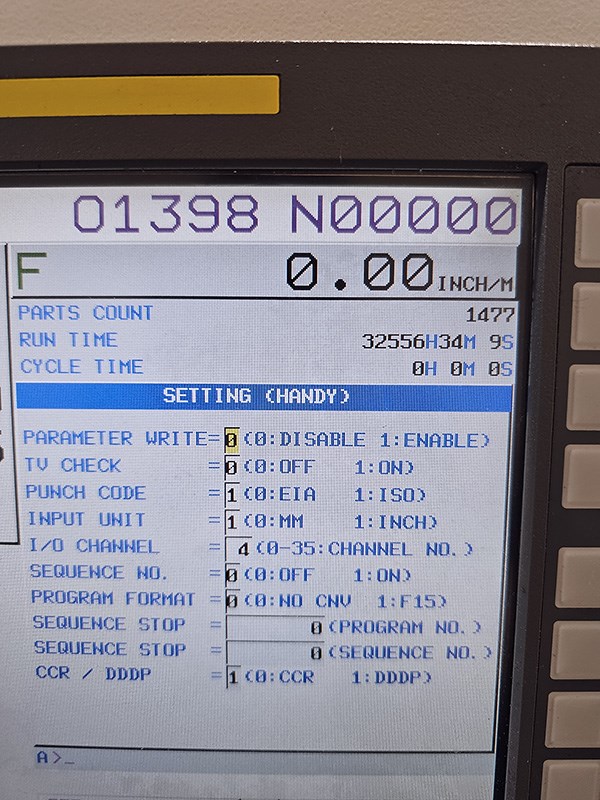 O1398 N00000
F 0.00 INCH/M
PARTS COUNT 1477
RUN TIME 32556H34M 9S
CYCLE TIME 0H 0M 0S
SETTING (HANDY)
PARAMETER WRITE=0(0:DISABLE 1:ENABLE)
TV CHECK =0(0:OFF 1:ON)
PUNCH CODE =1(0:EIA 1:ISO)
INPUT UNIT =1(0:MM 1:INCH)
I/O CHANNEL = 4(0-35:CHANNEL NO.)
SEQUENCE NO. =0(0:OFF 1:ON)
PROGRAM FORMAT =0(0:NO CNV 1:F15)
SEQUENCE STOP = 0(PROGRAM NO.)
SEQUENCE STOP = 0(SEQUENCE NO.)
CCR / DDDP =1(0:CCR 1:DDDP)
A>_